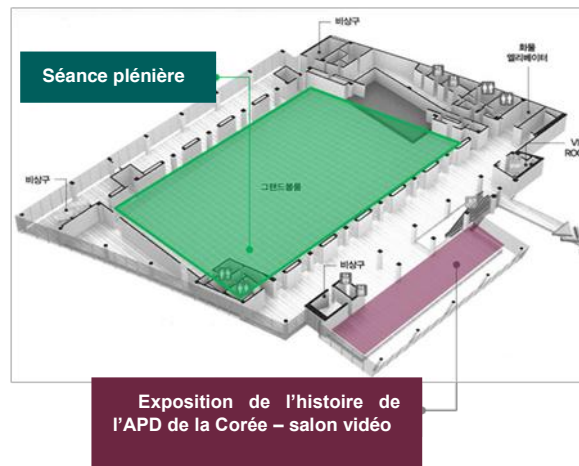 비상구
화물
엘리베이터
Séance plénière
비상구
그랜드볼룸
비상구
Exposition de l’histoire de
l’APD de la Corée – salon vidéo